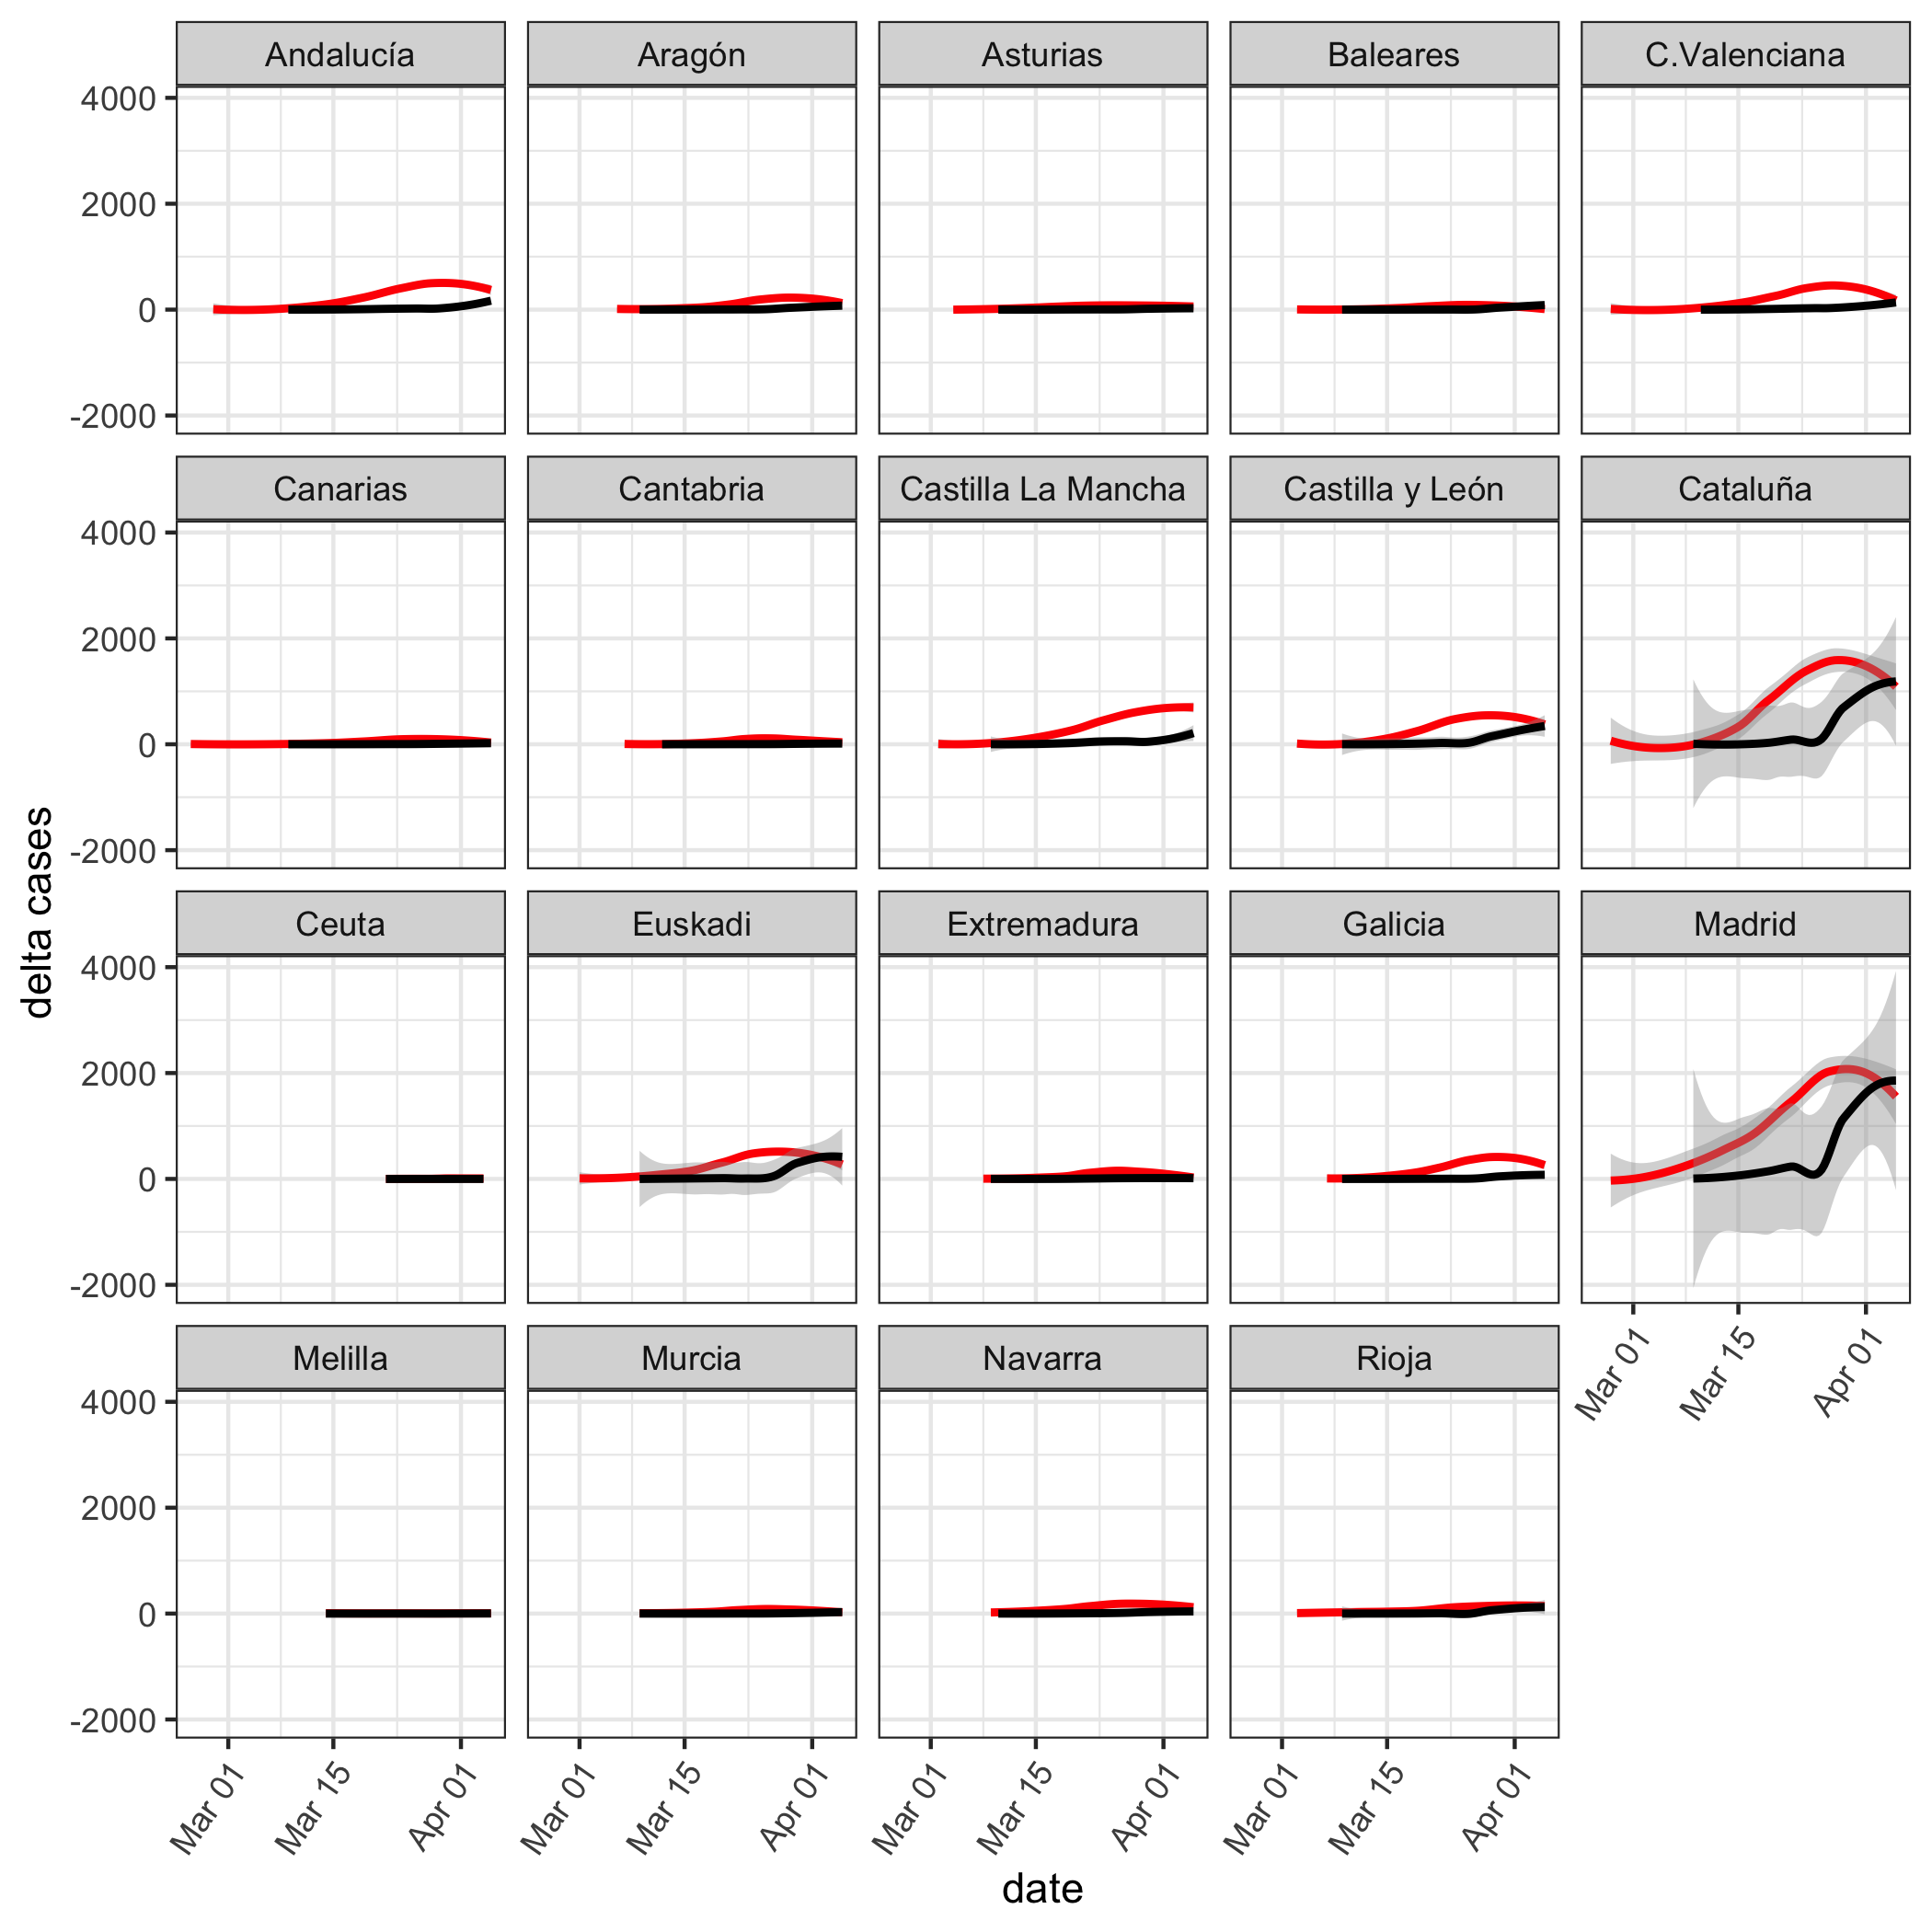 Andalucía Aragón Asturias Baleares C.Valenciana
4000
2000
0
-2000
Canarias Cantabria Castilla La Mancha Castilla y León Cataluña
4000
2000
0
-2000
Ceuta Euskadi Extremadura Galicia Madrid
4000
2000
0
-2000
Mar 01 Mar 15 Apr 01
Melilla Murcia Navarra Rioja
4000
2000
0
-2000
Mar 01 Mar 15 Apr 01 Mar 01 Mar 15 Apr 01 Mar 01 Mar 15 Apr 01 Mar 01 Mar 15 Apr 01
date
delta cases